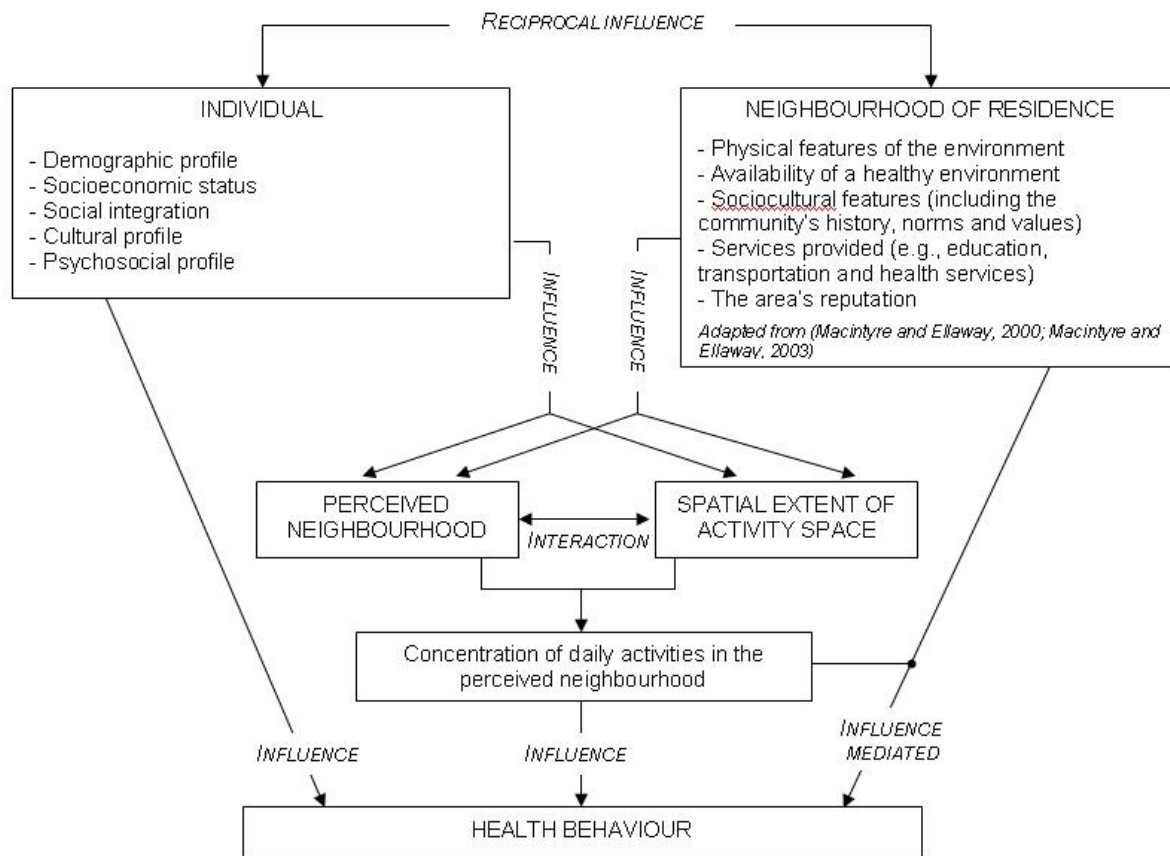 RECIPROCAL INFLUENCE
INDIVIDUAL
- Demographic profile
- Socioeconomic status
- Social integration
- Cultural profile
- Psychosocial profile
NEIGHBOURHOOD OF RESIDENCE
- Physical features of the environment
- Availability of a healthy environment
- Sociocultural features (including the
community's history, norms and values)
- Services provided (e.g., education,
transportation and health services)
- The area's reputation
Adapted from (Macintyre and Ellaway, 2000; Macintyre and
Ellaway, 2003)
INFLUENCE
INFLUENCE
PERCEIVED
NEIGHBOURHOOD
INTERACTION
SPATIAL EXTENT OF
ACTIVITY SPACE
Concentration of daily activities in the
perceived neighbourhood
INFLUENCE
INFLUENCE
INFLUENCE
MEDIATED
HEALTH BEHAVIOUR